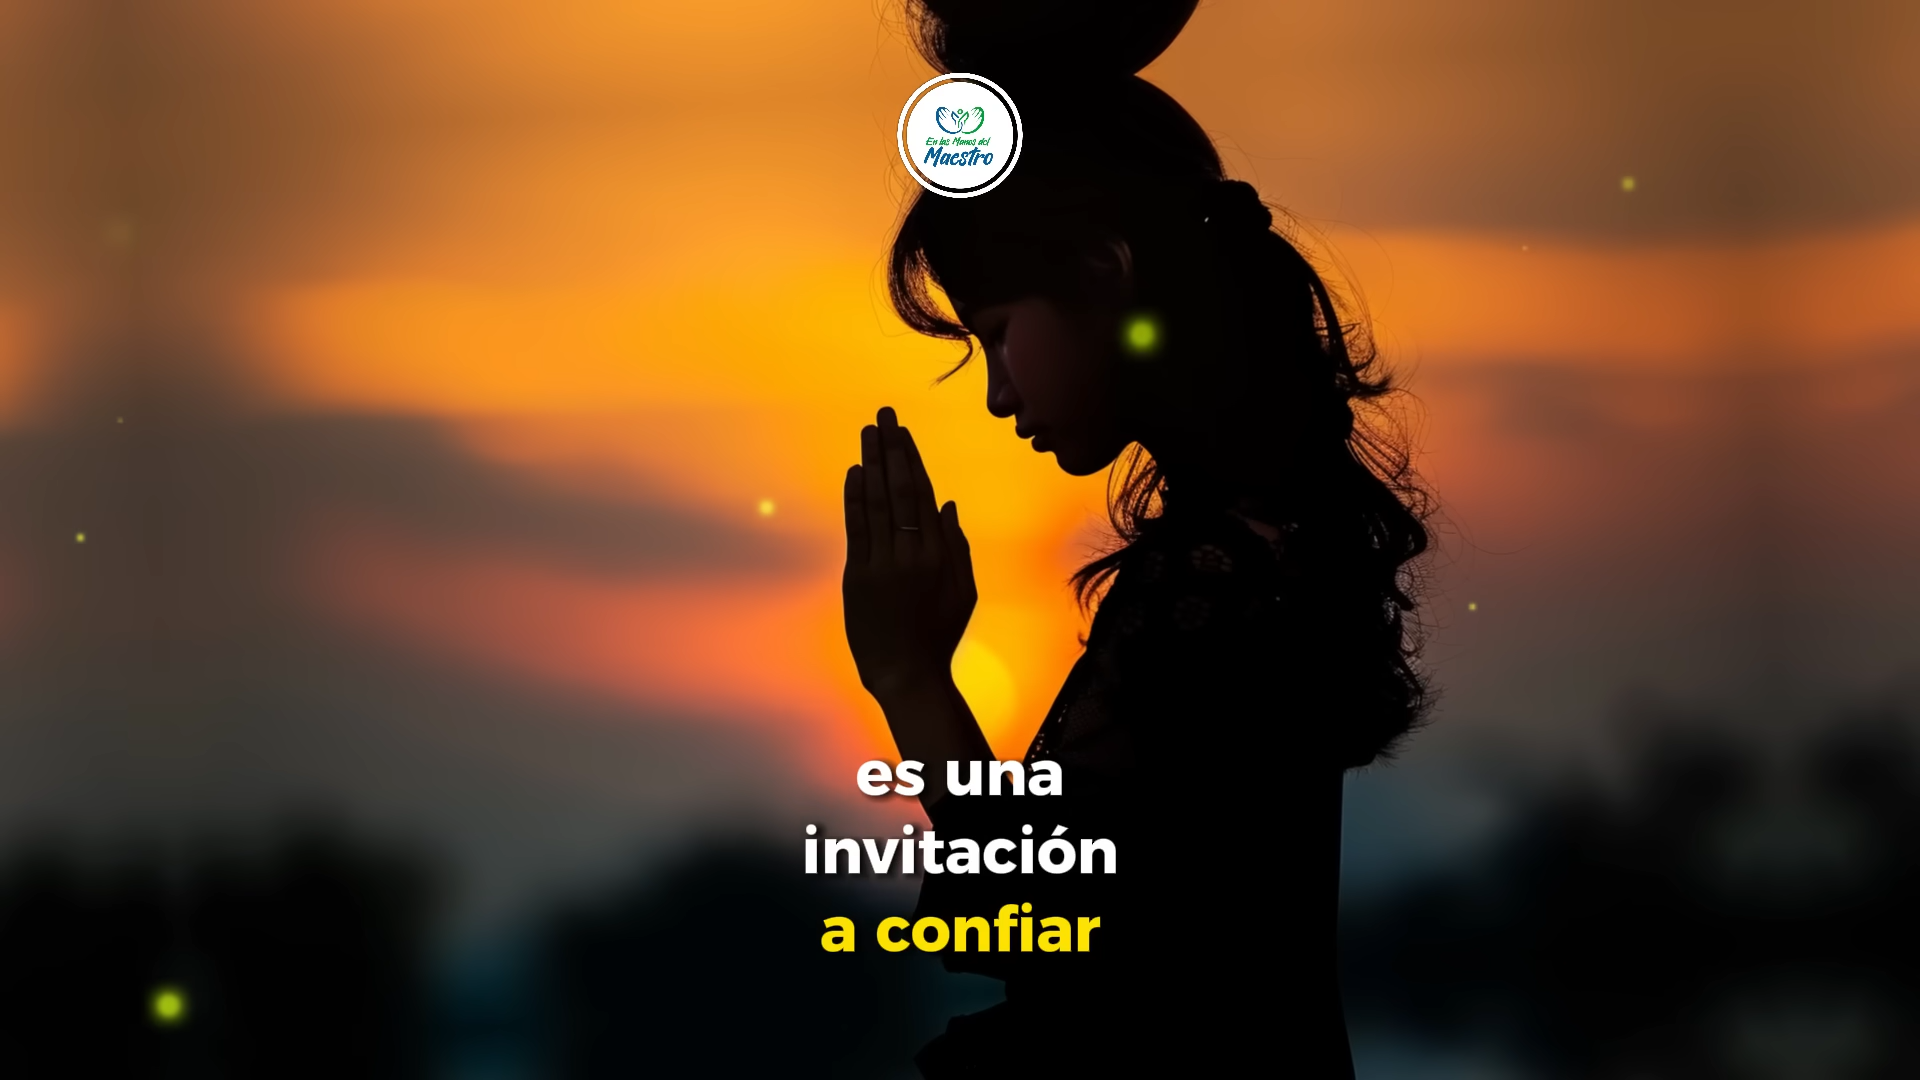 En las Manos del
Maestro
es una
invitación
a confiar